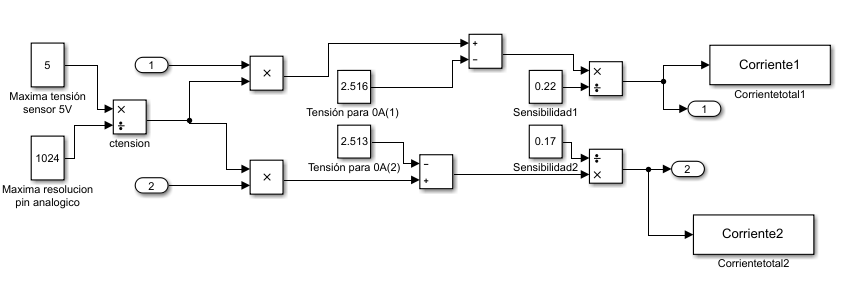 5
Maxima tensión
sensor 5V
1024
Maxima resolucion
pin analogico
×
÷
ctension
1
2
×
×
2.516
Tensión para 0A(1)
2.513
Tensión para 0A(2)
+
−
−
+
0.22
Sensibilidad1
0.17
Sensibilidad2
×
÷
÷
×
Corriente1
Corrientetotal1
1
2
Corriente2
Corrientetotal2